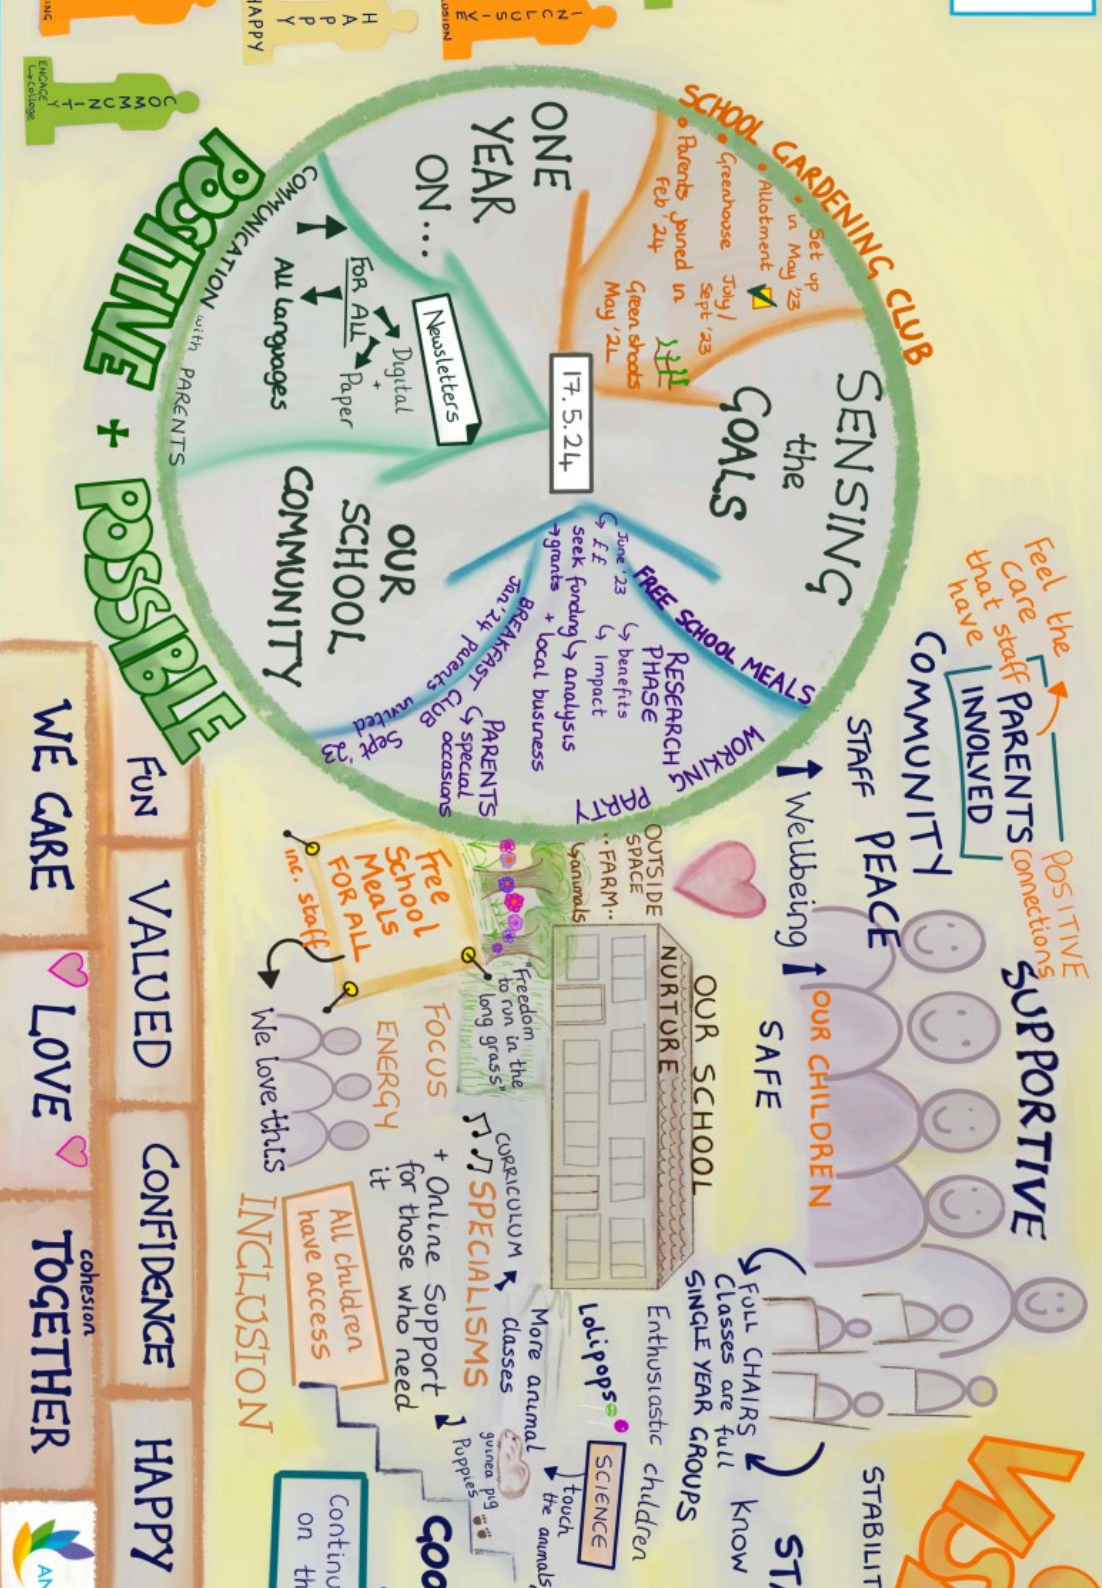 INCLUSIVE
HAPPY
HAPPY
COMMUNITY
ENGAGE
↳College
SCHOOL GARDENING CLUB
• Set up
in May '23
• Allotment
• Greenhouse July/
Sept '23
• Parents joined in
Feb '24
Green shoots
ONE
YEAR
ON...
SENSING
the
GOALS
17.5.24
Newsletters
FOR ALL
Digital
+
Paper
All languages
COMMUNICATION with PARENTS
OUR
SCHOOL
COMMUNITY
FREE SCHOOL MEALS
June '23
↳ ££
seek funding
→ grants + local business
RESEARCH
PHASE
↳ benefits
↳ Impact
↳ analysis
WORKING PARTY
BREAKFAST CLUB
Jan '24 Parents invited
Sept '23
PARENTS
↳ special
occasions
POSITIVE + POSSIBLE
Feel the
care
that staff
have
PARENTS
INVOLVED
POSITIVE
connections
COMMUNITY
SUPPORTIVE
STAFF PEACE
Wellbeing
OUR CHILDREN
SAFE
OUTSIDE
SPACE
..FARM..
↳animals
OUR SCHOOL
NURTURE
"Freedom
to run in the
long grass"
Free
School
Meals
FOR ALL
inc. staff
We love this
FOCUS
ENERGY
CURRICULUM
SPECIALISMS
+ Online Support
for those who need
it
All children
have access
INCLUSION
FULL CHAIRS
Classes are full
SINGLE YEAR GROUPS
Enthusiastic children
Lolipops
SCIENCE
touch
the animals
More animal
classes
guinea pig
Puppies
KNOW
GOO
Continu
on th
FUN
VALUED
CONFIDENCE
HAPPY
WE CARE
LOVE
cohesion
TOGETHER